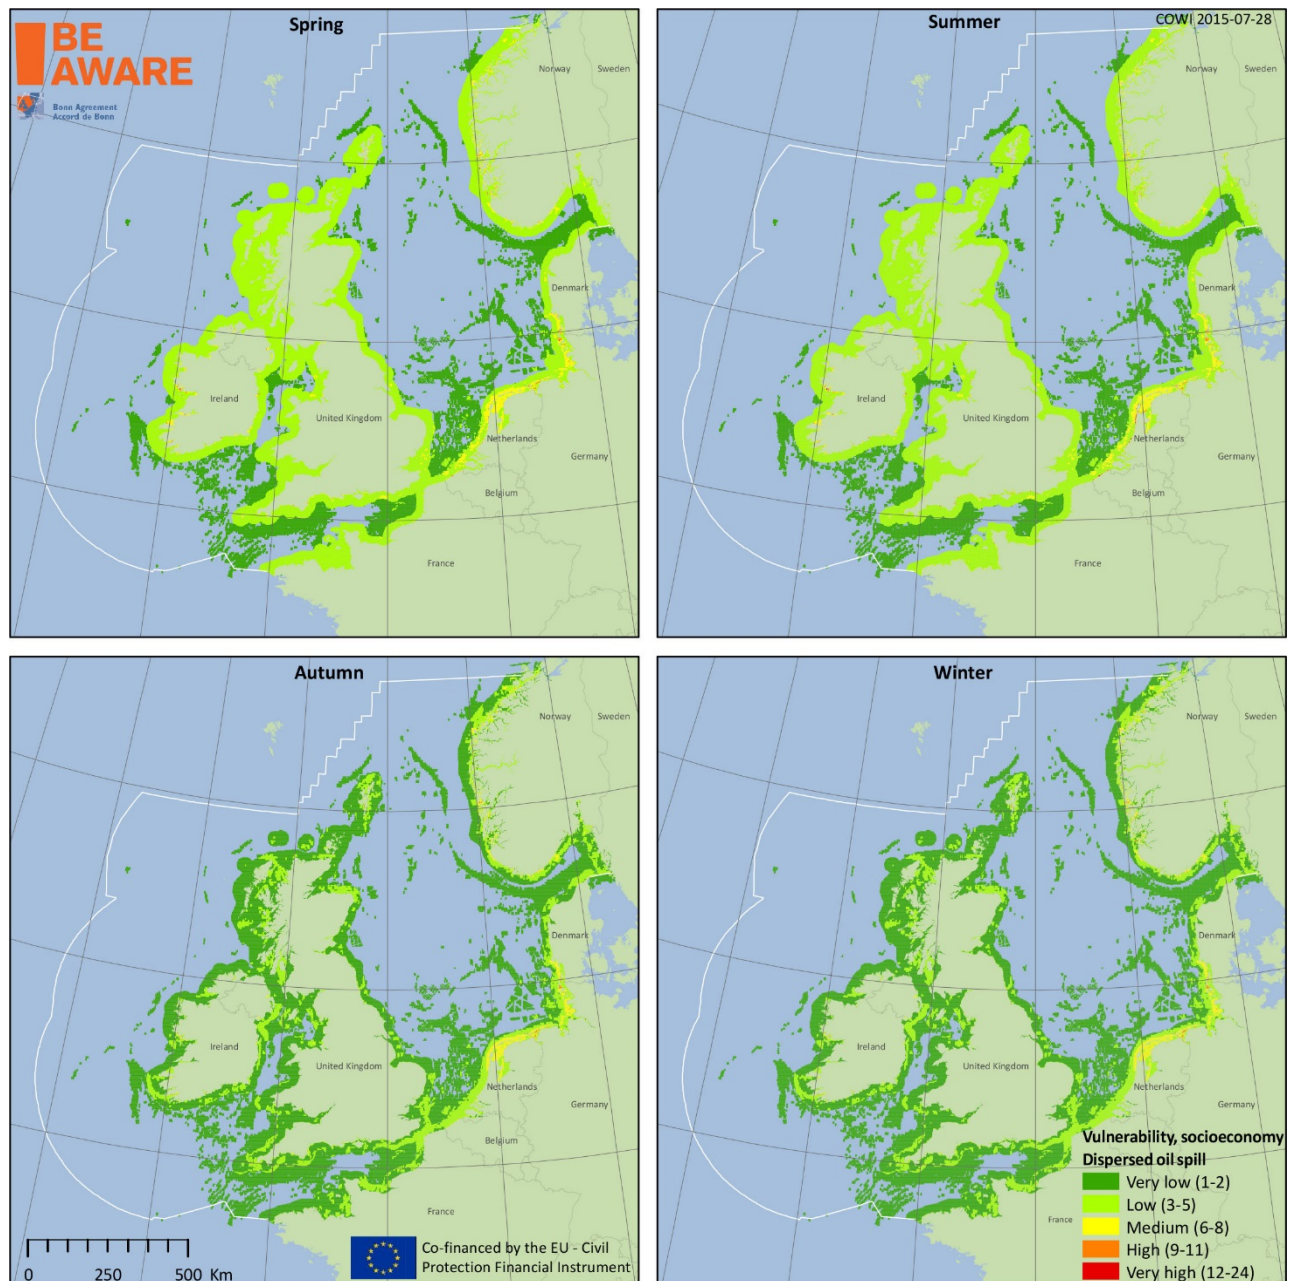 Spring
BE
AWARE
Bonn Agreement
Accord de Bonn
Norway
Sweden
Denmark
Ireland
United Kingdom
Netherlands
Germany
Belgium
France
Summer
COWI 2015-07-28
Norway
Sweden
Denmark
Ireland
United Kingdom
Netherlands
Germany
Belgium
France
Autumn
Norway
Sweden
Denmark
Ireland
United Kingdom
Netherlands
Germany
Belgium
France
0 250 500 Km
Co-financed by the EU - Civil
Protection Financial Instrument
Winter
Norway
Sweden
Denmark
Ireland
United Kingdom
Netherlands
Germany
Belgium
France
Vulnerability, socioeconomy
Dispersed oil spill
Very low (1-2)
Low (3-5)
Medium (6-8)
High (9-11)
Very high (12-24)